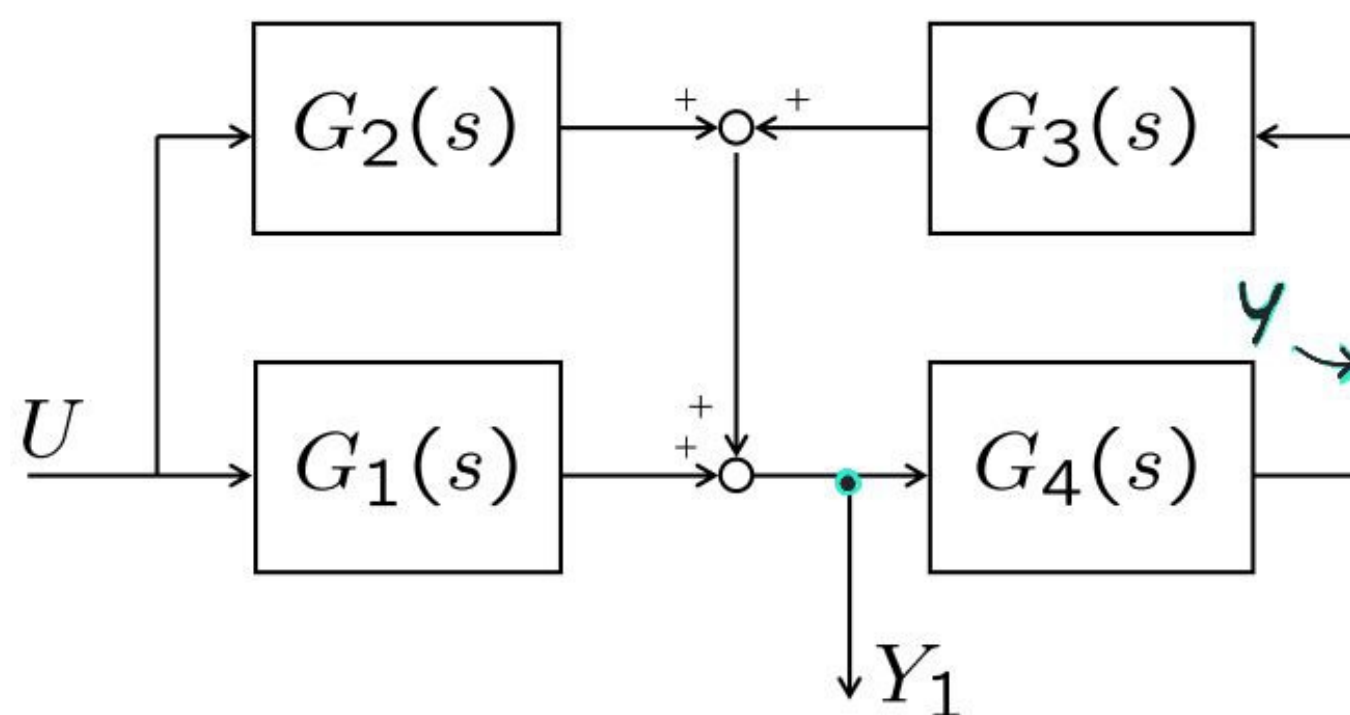 G₂(s)
+ +
G₃(s)
y
U
G₁(s)
+
+
G₄(s)
Y₁